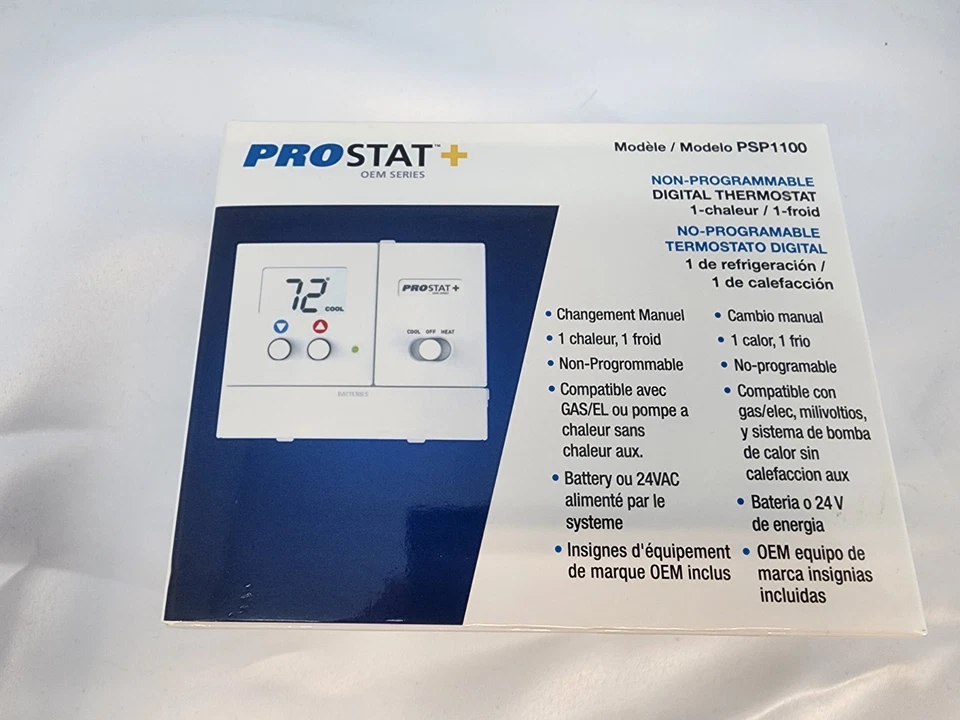 PROSTAT™+
OEM SERIES
Modèle / Modelo PSP1100
NON-PROGRAMMABLE
DIGITAL THERMOSTAT
1-chaleur / 1-froid
NO-PROGRAMABLE
TERMOSTATO DIGITAL
1 de refrigeración /
1 de calefacción
72°
COOL
PROSTAT+
OEM SERIES
COOL OFF HEAT
BATTERIES
• Changement Manuel
• 1 chaleur, 1 froid
• Non-Programmable
• Compatible avec
GAS/EL ou pompe a
chaleur sans
chaleur aux.
• Battery ou 24VAC
alimenté par le
systeme
• Insignes d'équipement
de marque OEM inclus
• Cambio manual
• 1 calor, 1 frio
• No-programable
• Compatible con
gas/elec, milivoltios,
y sistema de bomba
de calor sin
calefaccion aux
• Bateria o 24 V
de energia
• OEM equipo de
marca insignias
incluidas